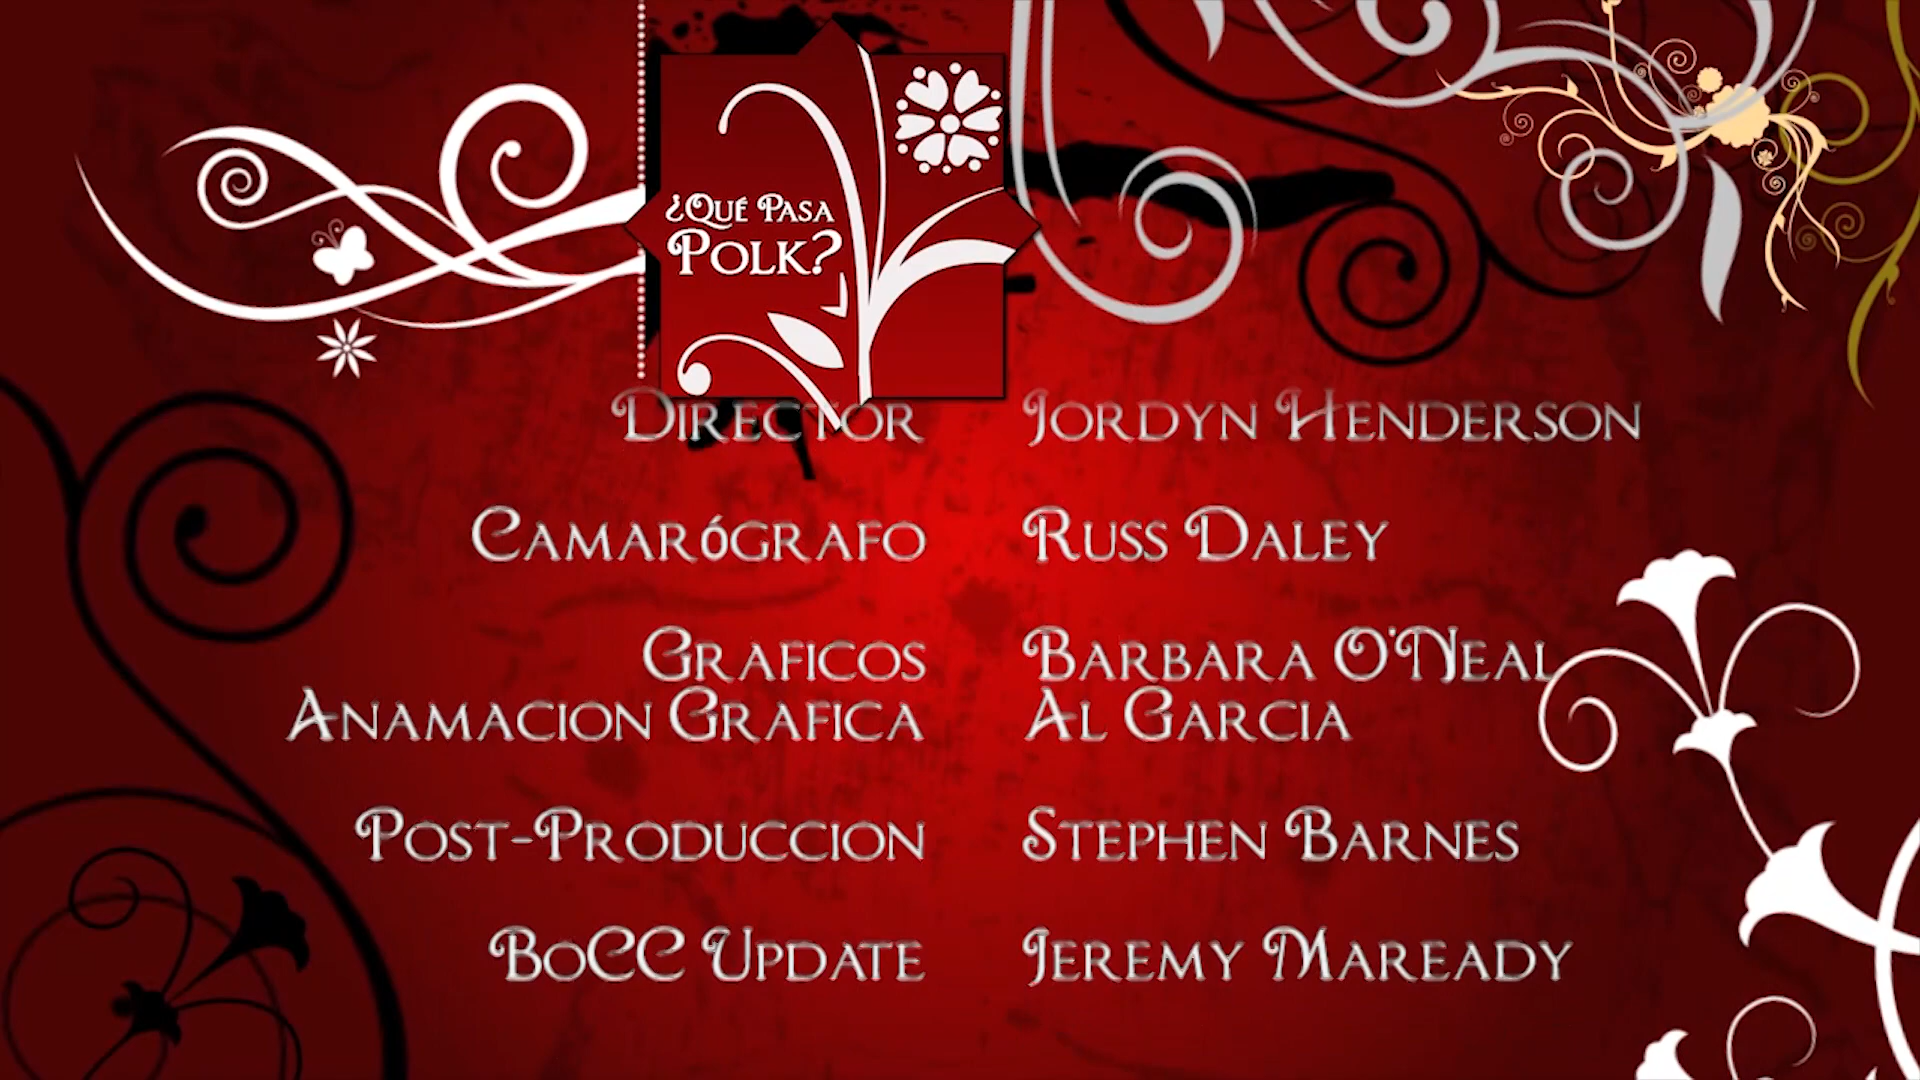 ¿Qué Pasa
Polk?
Director Jordyn Henderson
Camarógrafo Russ Daley
Graficos Barbara O'Neal
Anamacion Grafica Al Garcia
Post-Produccion Stephen Barnes
BoCC Update Jeremy Maready